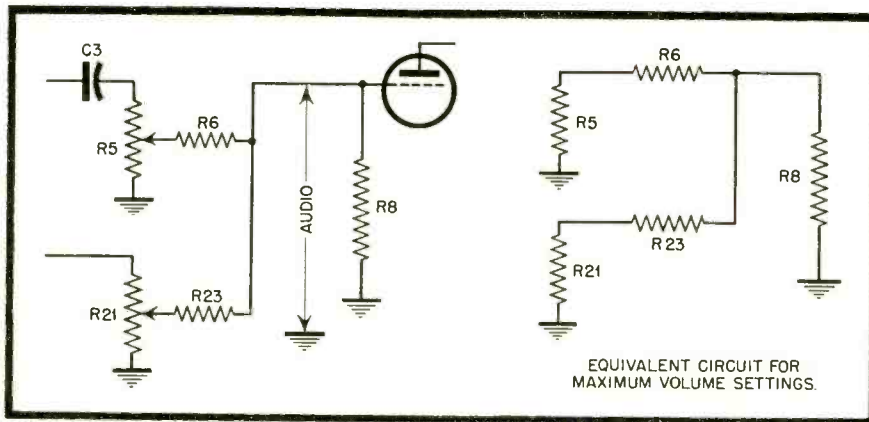 C3
R5
R6
R21
R23
AUDIO
R8
R6
R5
R8
R23
R21
EQUIVALENT CIRCUIT FOR
MAXIMUM VOLUME SETTINGS.